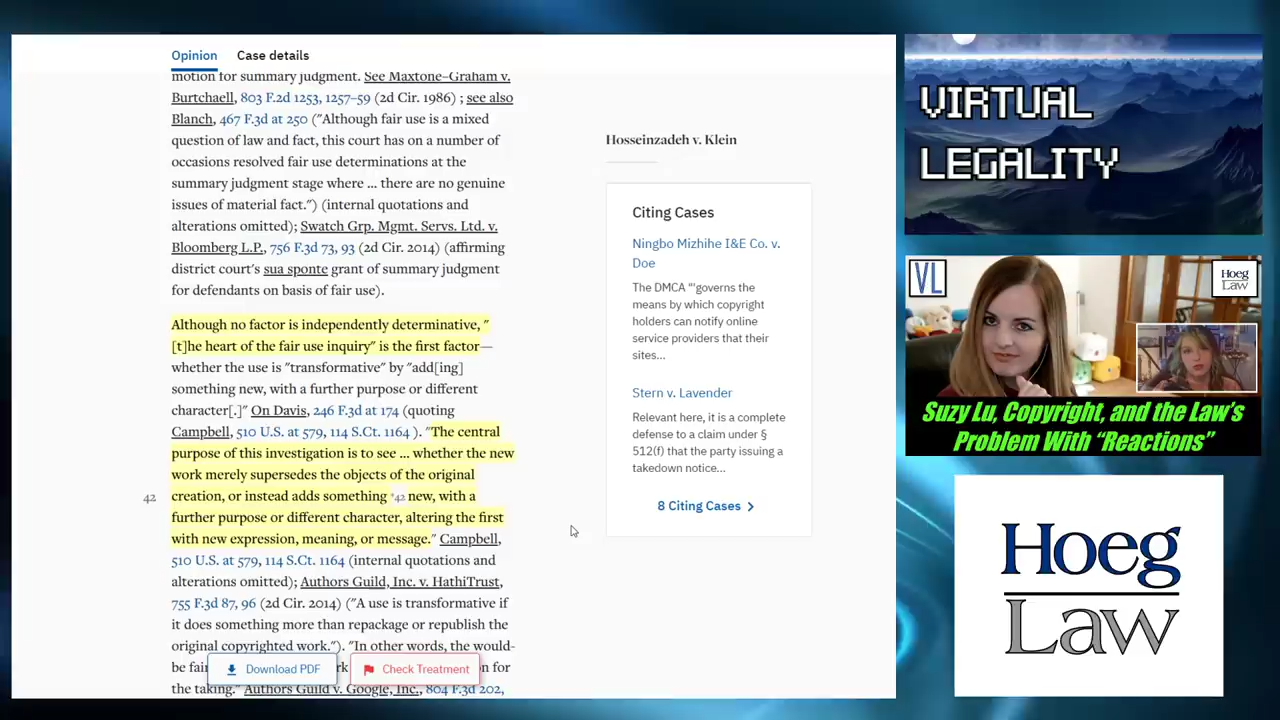 Opinion
Case details
motion for summary judgment. See Maxtone–Graham v.
Burtchaell, 803 F.2d 1253, 1257–59 (2d Cir. 1986) ; see also
Blanch, 467 F.3d at 250 ("Although fair use is a mixed
question of law and fact, this court has on a number of
occasions resolved fair use determinations at the
summary judgment stage where ... there are no genuine
issues of material fact.") (internal quotations and
alterations omitted); Swatch Grp. Mgmt. Servs. Ltd. v.
Bloomberg L.P., 756 F.3d 73, 93 (2d Cir. 2014) (affirming
district court's sua sponte grant of summary judgment
for defendants on basis of fair use).
Although no factor is independently determinative, "
[t]he heart of the fair use inquiry" is the first factor—
whether the use is "transformative" by "add[ing]
something new, with a further purpose or different
character[.]" On Davis, 246 F.3d at 174 (quoting
Campbell, 510 U.S. at 579, 114 S.Ct. 1164 ). "The central
purpose of this investigation is to see ... whether the new
work merely supersedes the objects of the original
42 creation, or instead adds something *42 new, with a
further purpose or different character, altering the first
with new expression, meaning, or message." Campbell,
510 U.S. at 579, 114 S.Ct. 1164 (internal quotations and
alterations omitted); Authors Guild, Inc. v. HathiTrust,
755 F.3d 87, 96 (2d Cir. 2014) ("A use is transformative if
it does something more than repackage or republish the
original copyrighted work."). "In other words, the would-
be fair
the taking." Authors Guild v. Google, Inc., 804 F.3d 202,
Download PDF
Check Treatment
Hosseinzadeh v. Klein
Citing Cases
Ningbo Mizhihe I&E Co. v.
Doe
The DMCA "'governs the
means by which copyright
holders can notify online
service providers that their
sites...
Stern v. Lavender
Relevant here, it is a complete
defense to a claim under §
512(f) that the party issuing a
takedown notice...
8 Citing Cases
VIRTUAL
LEGALITY
VL
Hoeg
Law
Suzy Lu, Copyright, and the Law's
Problem With "Reactions"
Hoeg
Law